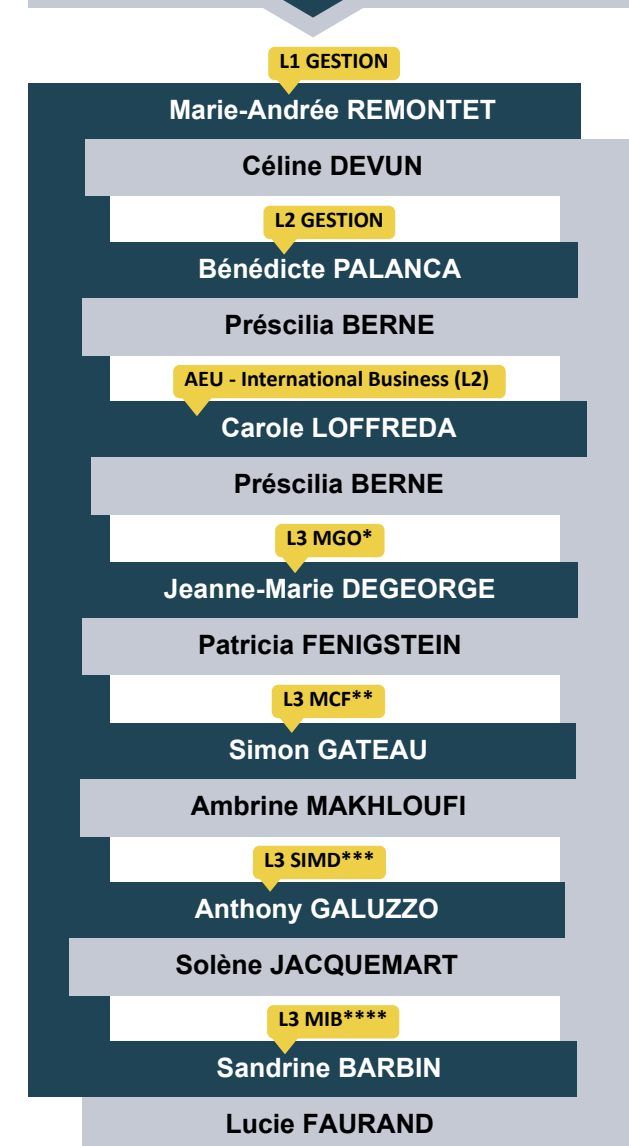 L1 GESTION
Marie-Andrée REMONTET
Céline DEVUN
L2 GESTION
Bénédicte PALANCA
Préscilia BERNE
AEU - International Business (L2)
Carole LOFFREDA
Préscilia BERNE
L3 MGO*
Jeanne-Marie DEGEORGE
Patricia FENIGSTEIN
L3 MCF**
Simon GATEAU
Ambrine MAKHLOUFI
L3 SIMD***
Anthony GALUZZO
Solène JACQUEMART
L3 MIB****
Sandrine BARBIN
Lucie FAURAND